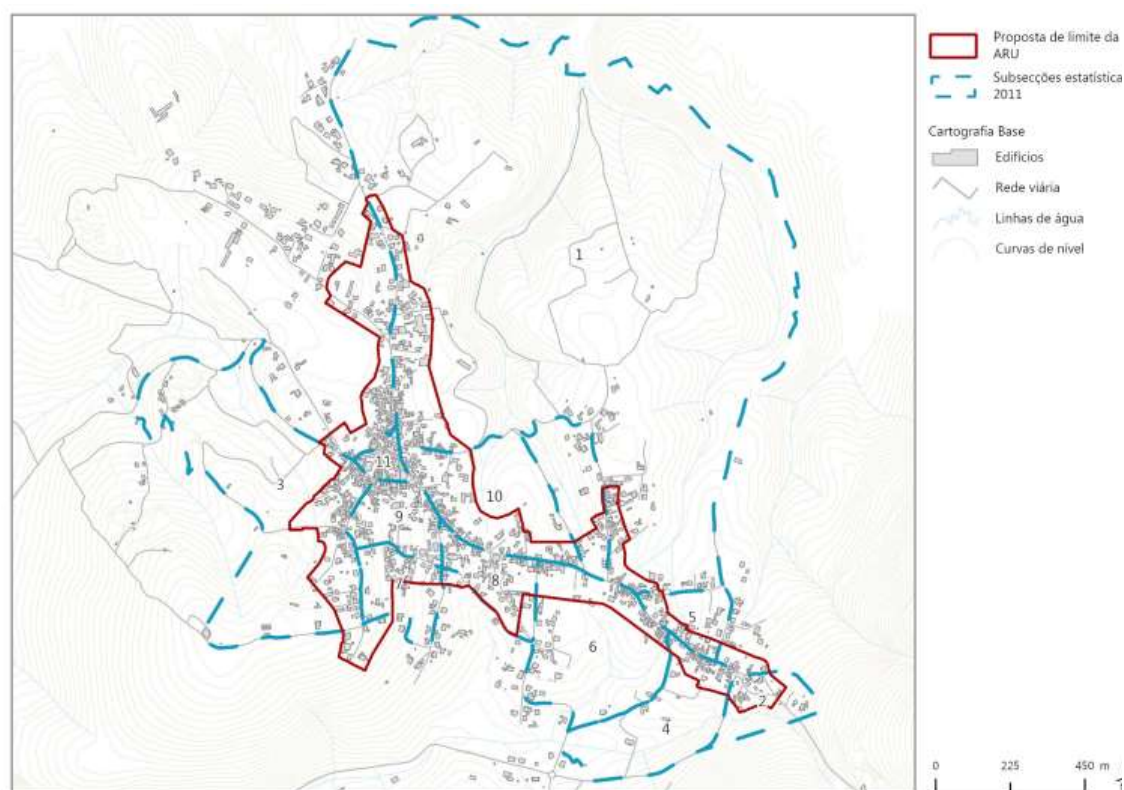 Proposta de limite da
ARU
Subsecções estatística
2011
Cartografia Base
Edifícios
Rede viária
Linhas de água
Curvas de nível
1
3
11
10
9
7
8
5
6
2
4
0 225 450 m